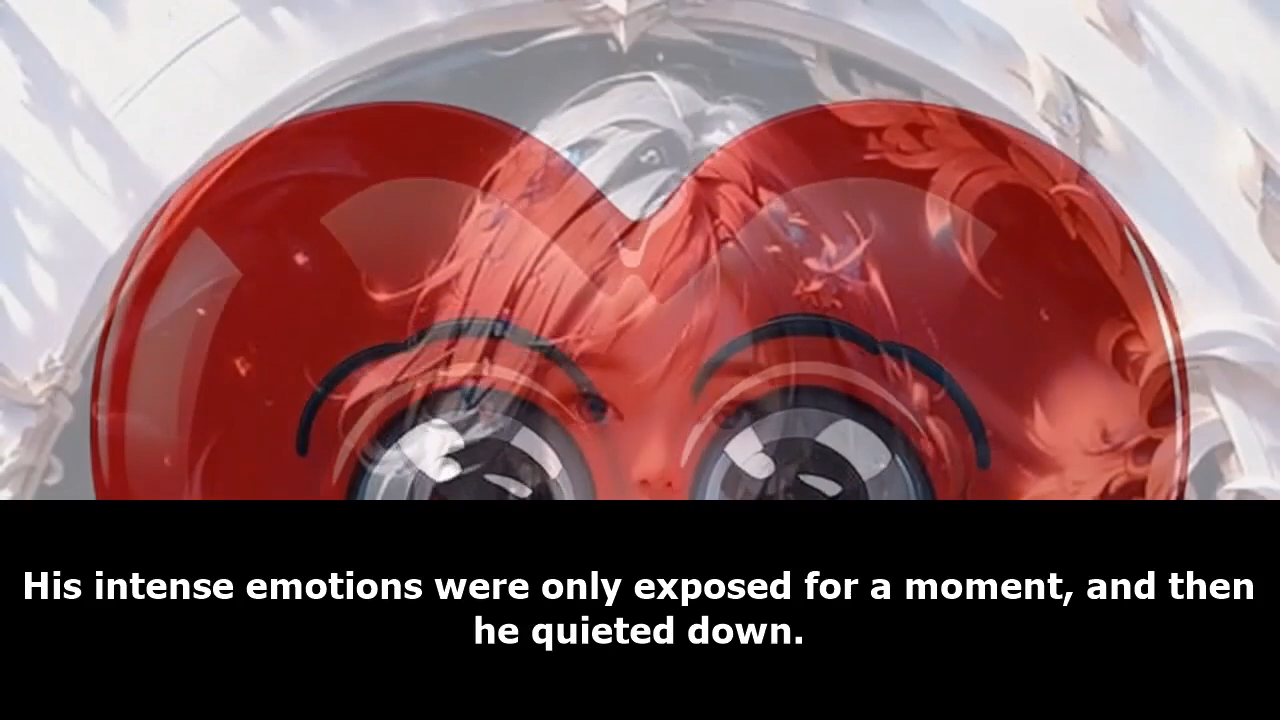 His intense emotions were only exposed for a moment, and then
he quieted down.